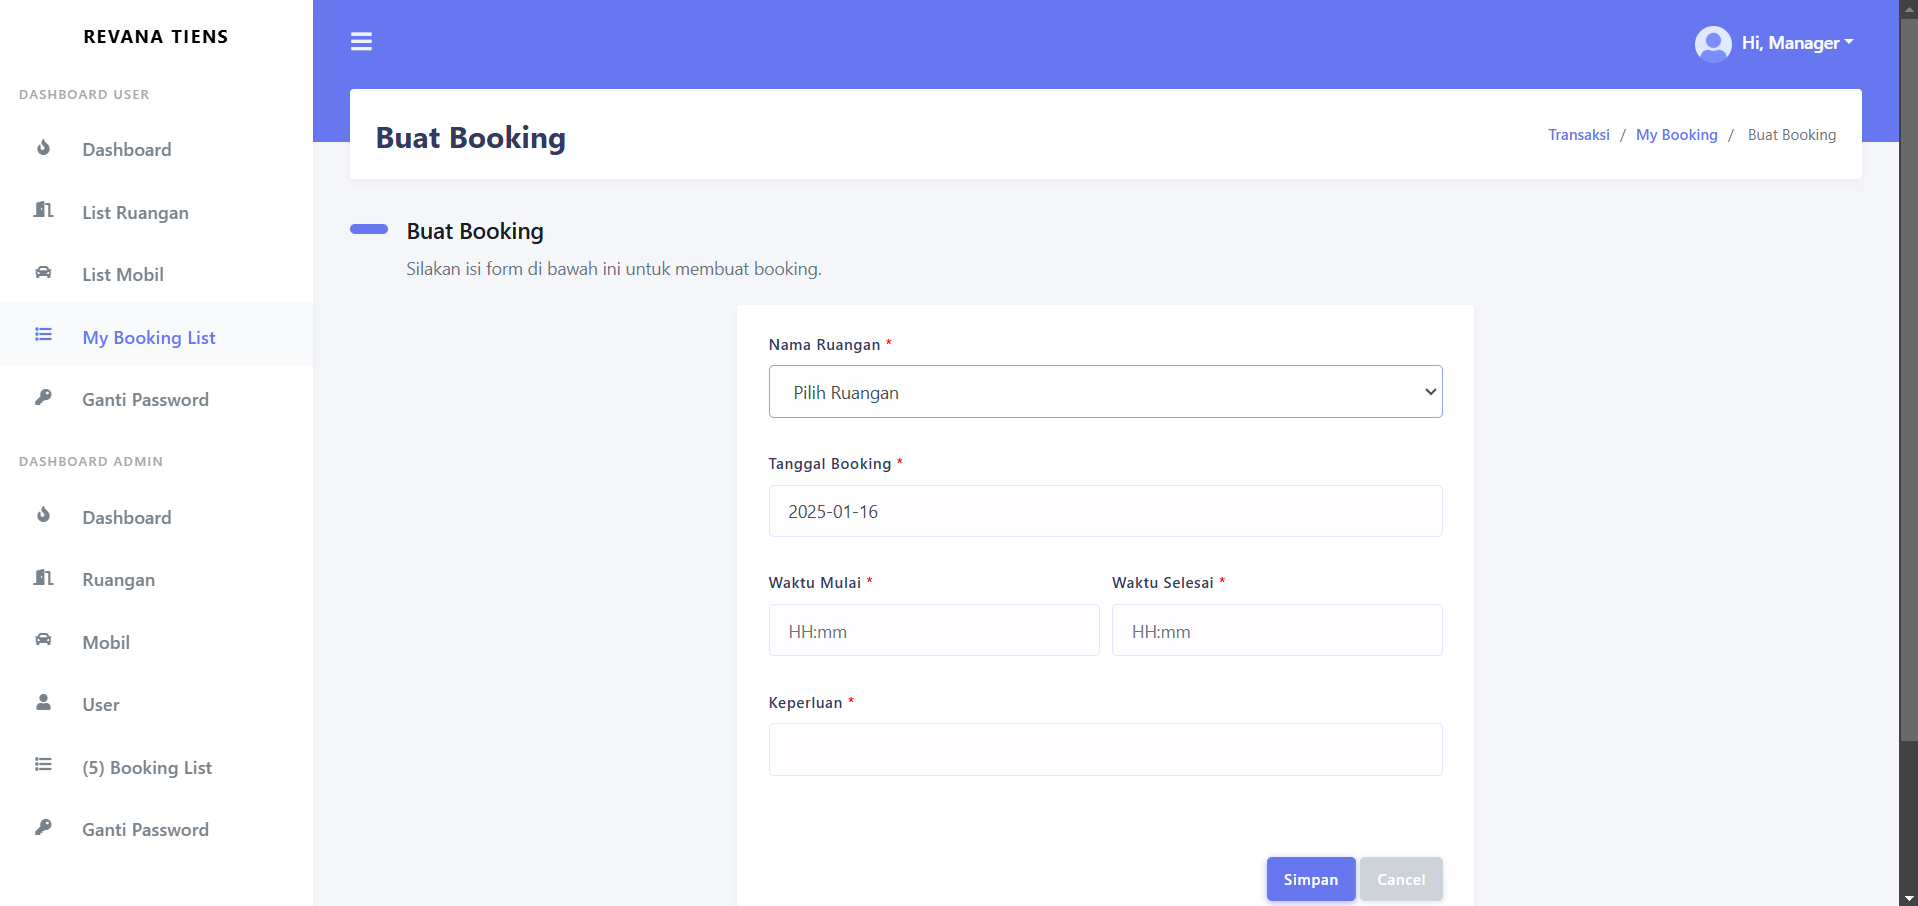 REVANA TIENS
Hi, Manager
DASHBOARD USER
Dashboard
List Ruangan
List Mobil
My Booking List
Ganti Password
DASHBOARD ADMIN
Dashboard
Ruangan
Mobil
User
(5) Booking List
Ganti Password
Buat Booking
Transaksi / My Booking / Buat Booking
Buat Booking
Silakan isi form di bawah ini untuk membuat booking.
Nama Ruangan *
Pilih Ruangan
Tanggal Booking *
2025-01-16
Waktu Mulai * Waktu Selesai *
HH:mm HH:mm
Keperluan *
Simpan Cancel